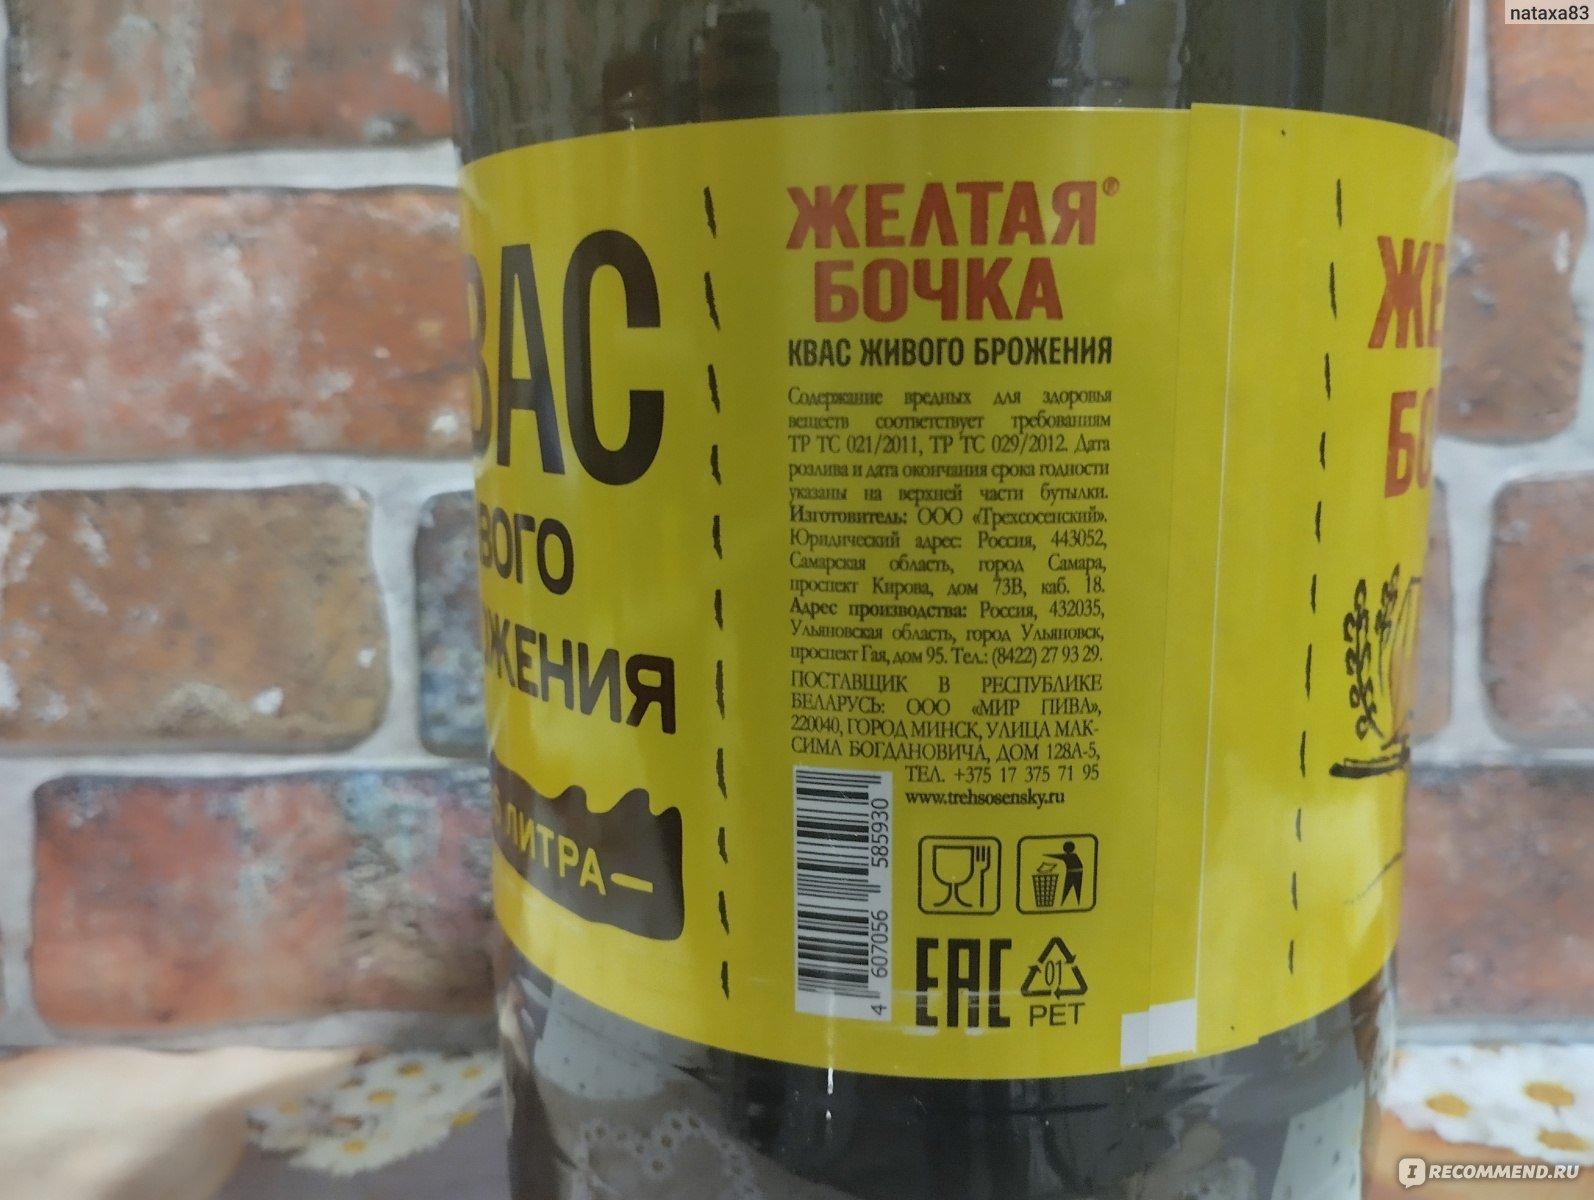 nataxa83
ВАС
ВОГО
ЖЕНИЯ
ЛИТРА–
ЖЕЛТАЯ®
БОЧКА
КВАС ЖИВОГО БРОЖЕНИЯ
Содержание вредных для здоровья
веществ соответствует требованиям
ТР ТС 021/2011, ТР ТС 029/2012. Дата
розлива и дата окончания срока годности
указаны на верхней части бутылки.
Изготовитель: ООО «Трехсосенский».
Юридический адрес: Россия, 443052,
Самарская область, город Самара,
проспект Кирова, дом 73В, каб. 18.
Адрес производства: Россия, 432035,
Ульяновская область, город Ульяновск,
проспект Гая, дом 95. Тел.: (8422) 27 93 29.
ПОСТАВЩИК В РЕСПУБЛИКЕ
БЕЛАРУСЬ: ООО «МИР ПИВА»,
220040, ГОРОД МИНСК, УЛИЦА МАК-
СИМА БОГДАНОВИЧА, ДОМ 128А-5,
ТЕЛ. +375 17 375 71 95
www.trehsosensky.ru
4 607056 585930
EAC
01
PET
ЖЕ
БО
IRECOMMEND.RU